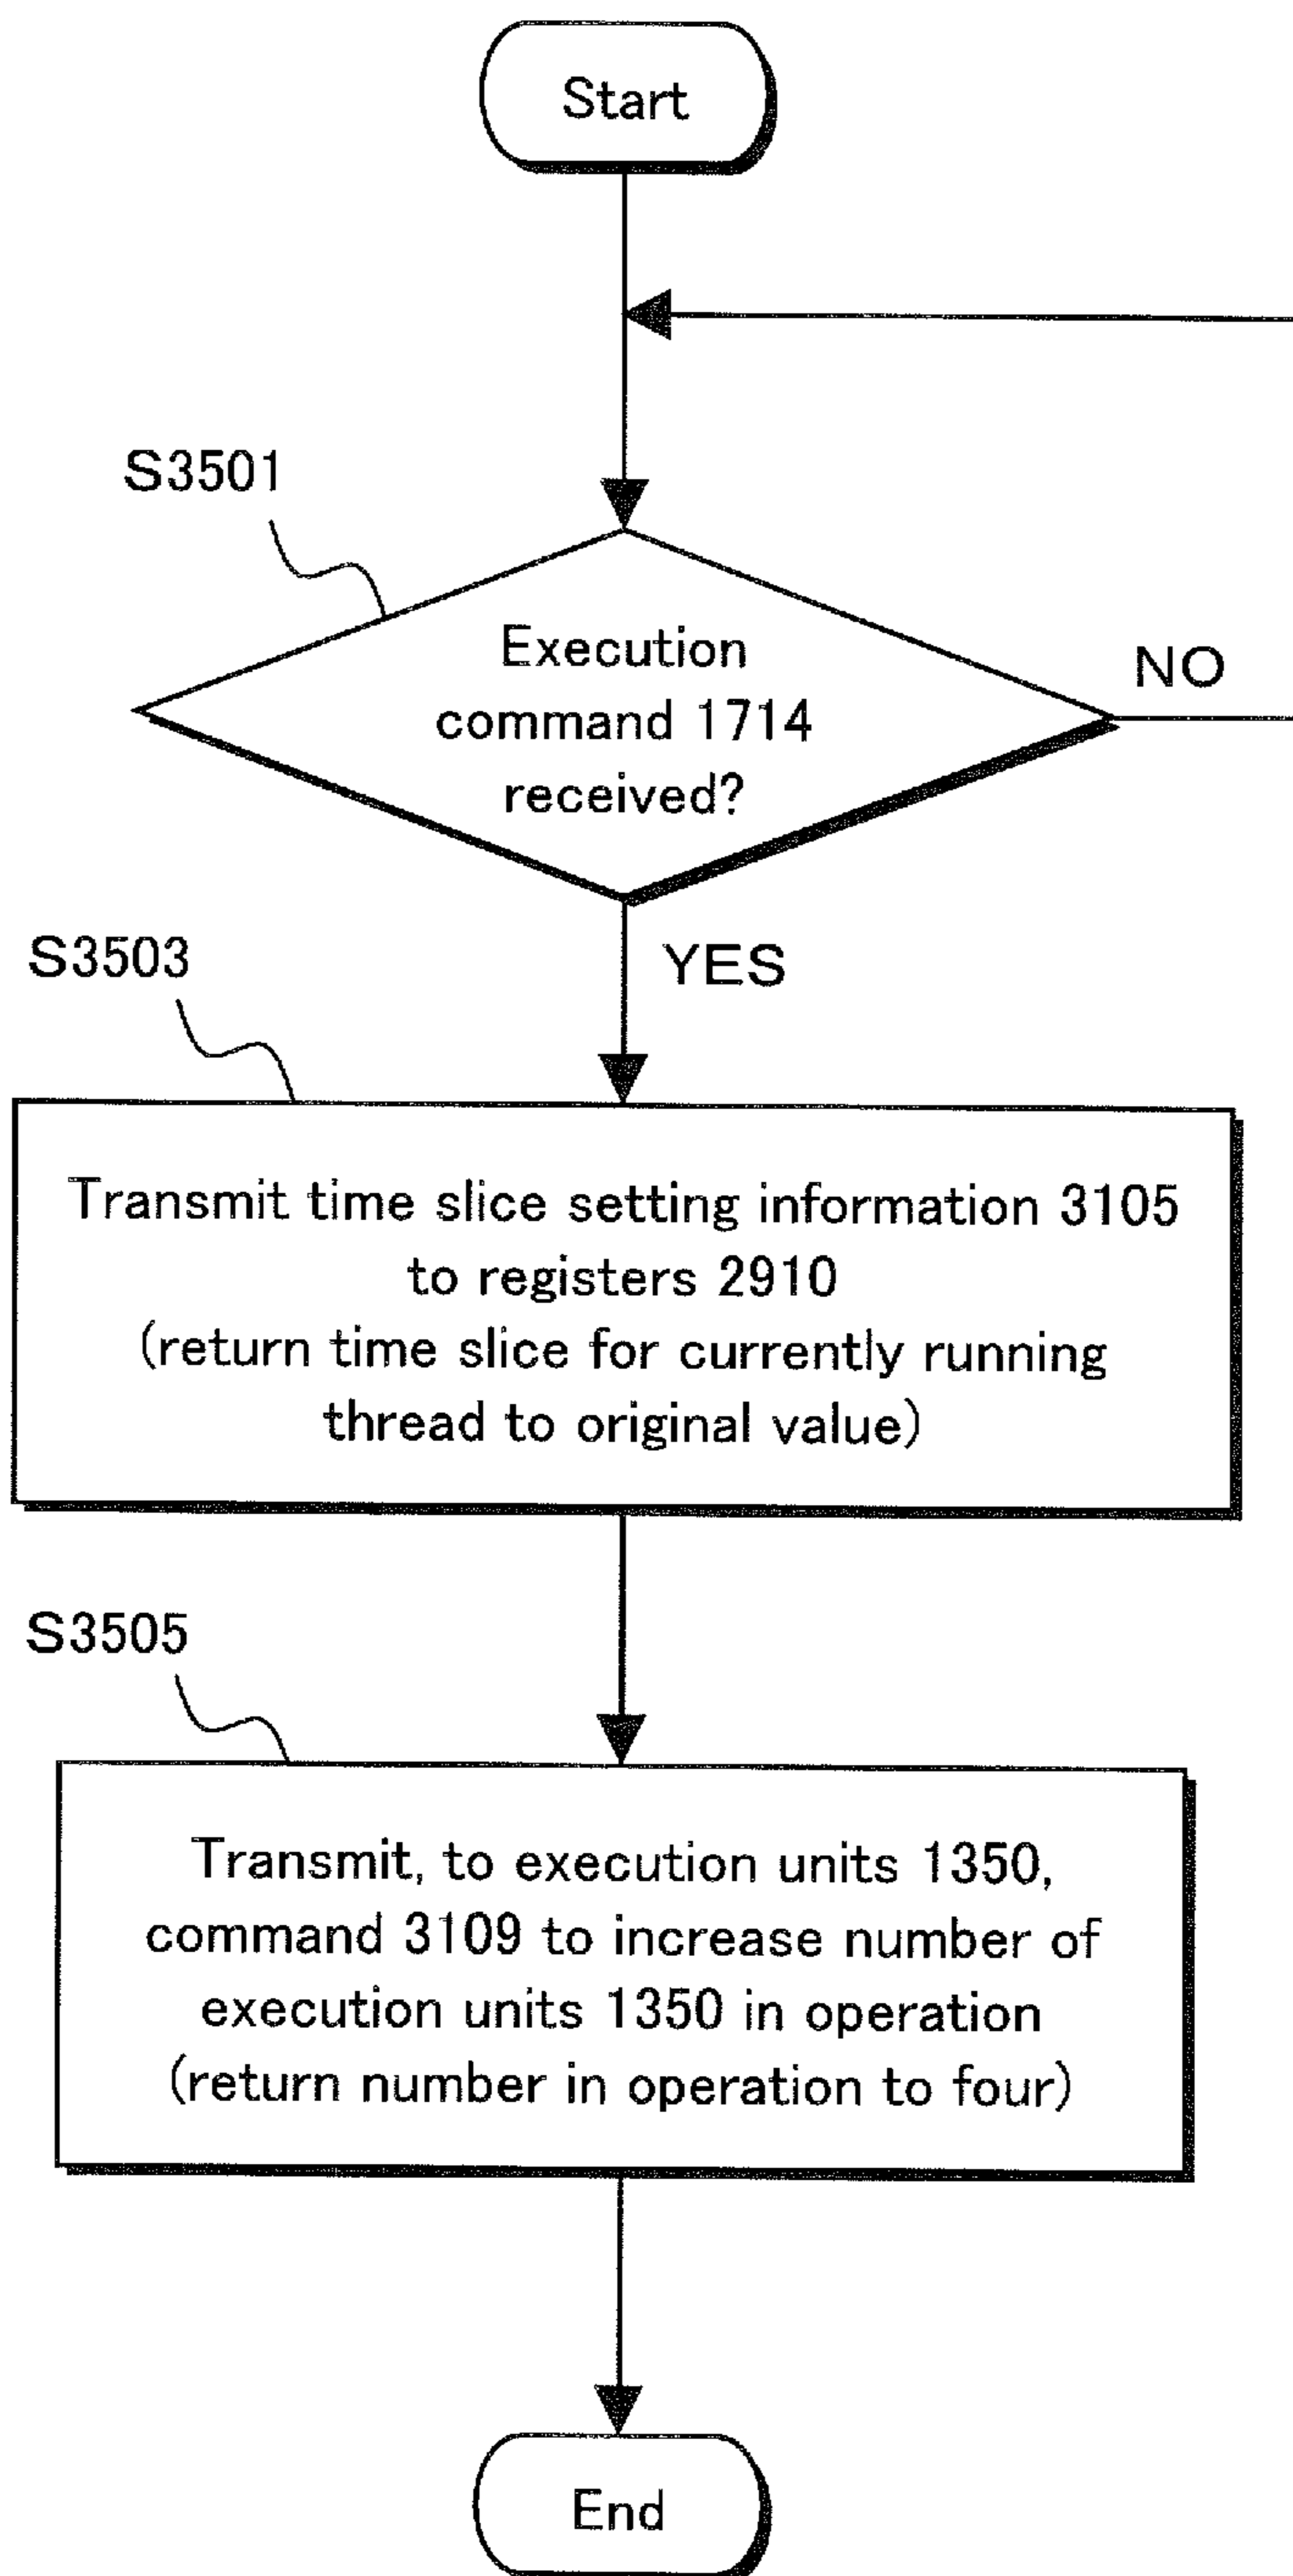 Start
S3501
Execution
command 1714
received?
NO
YES
S3503
Transmit time slice setting information 3105
to registers 2910
(return time slice for currently running
thread to original value)
S3505
Transmit, to execution units 1350,
command 3109 to increase number of
execution units 1350 in operation
(return number in operation to four)
End